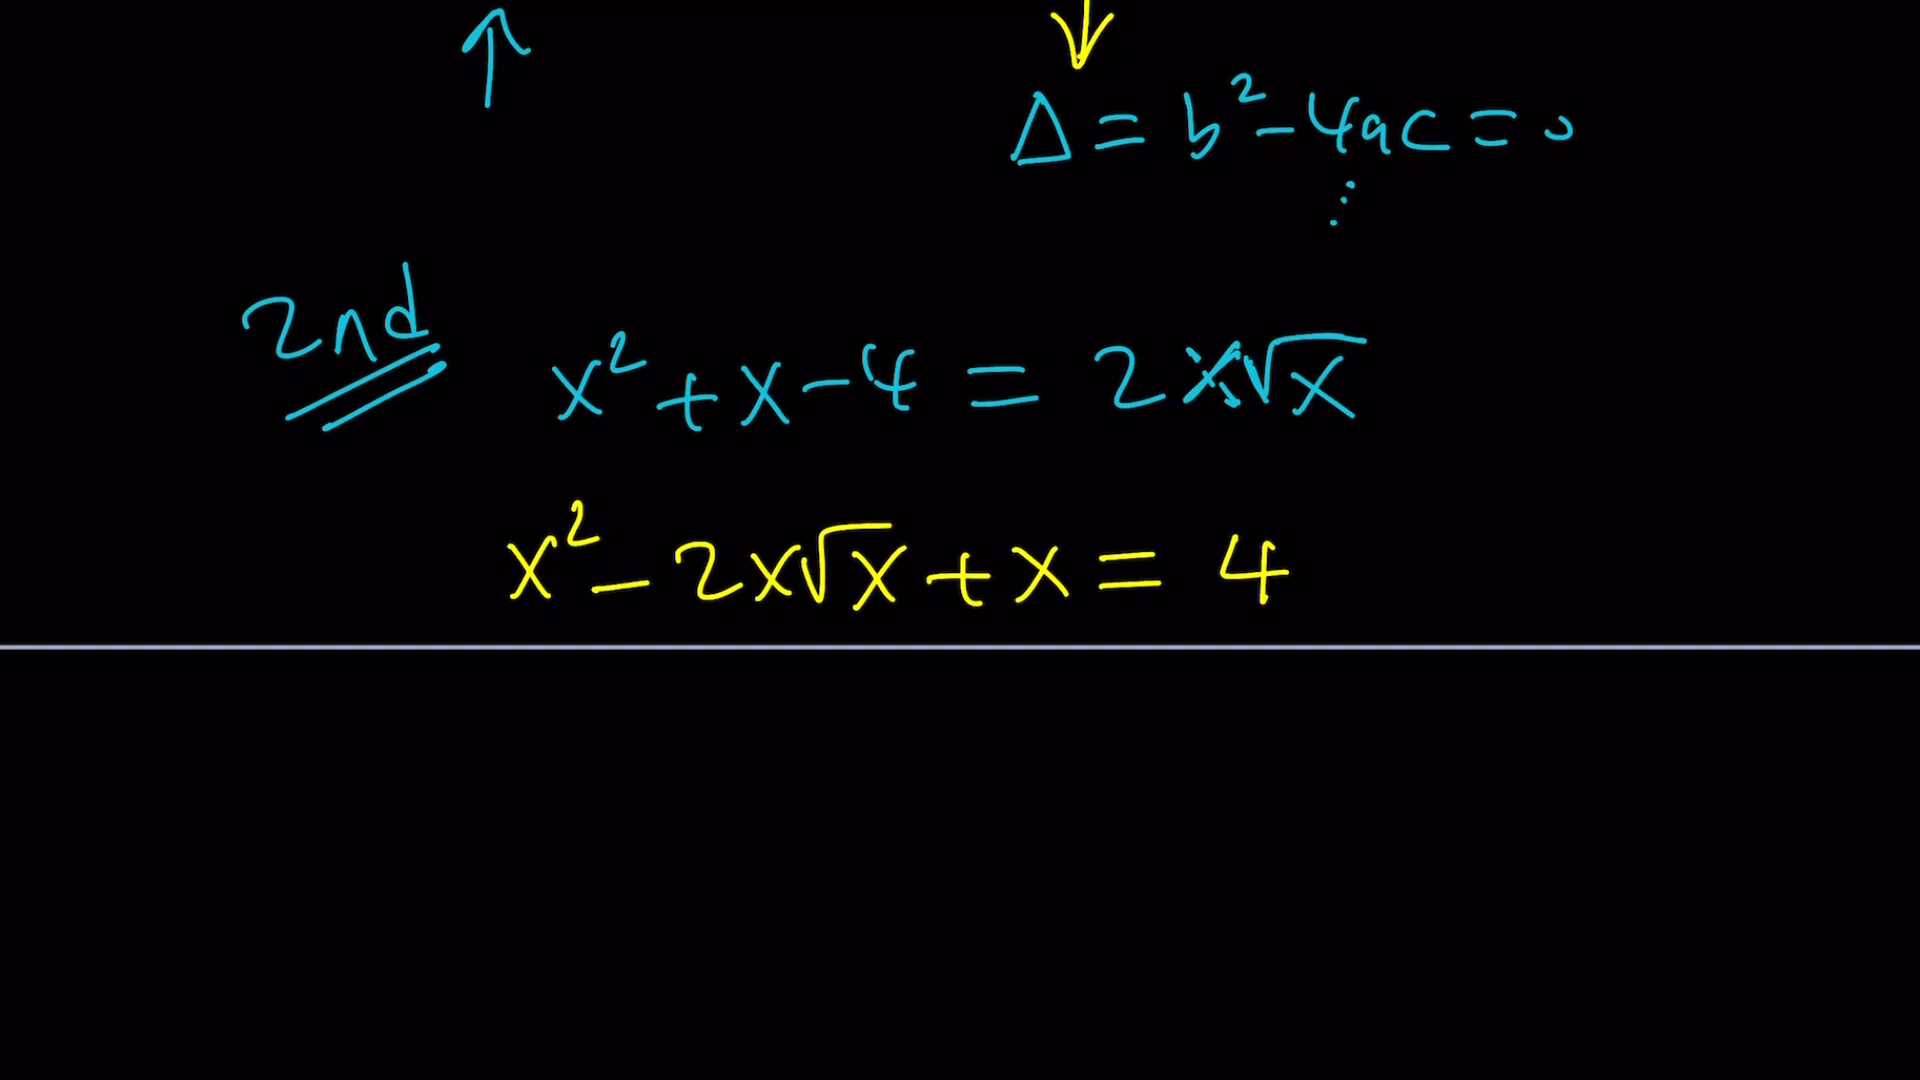 Δ = b² - 4ac = 0
2nd x² + x - 4 = 2x√x
x² - 2x√x + x = 4